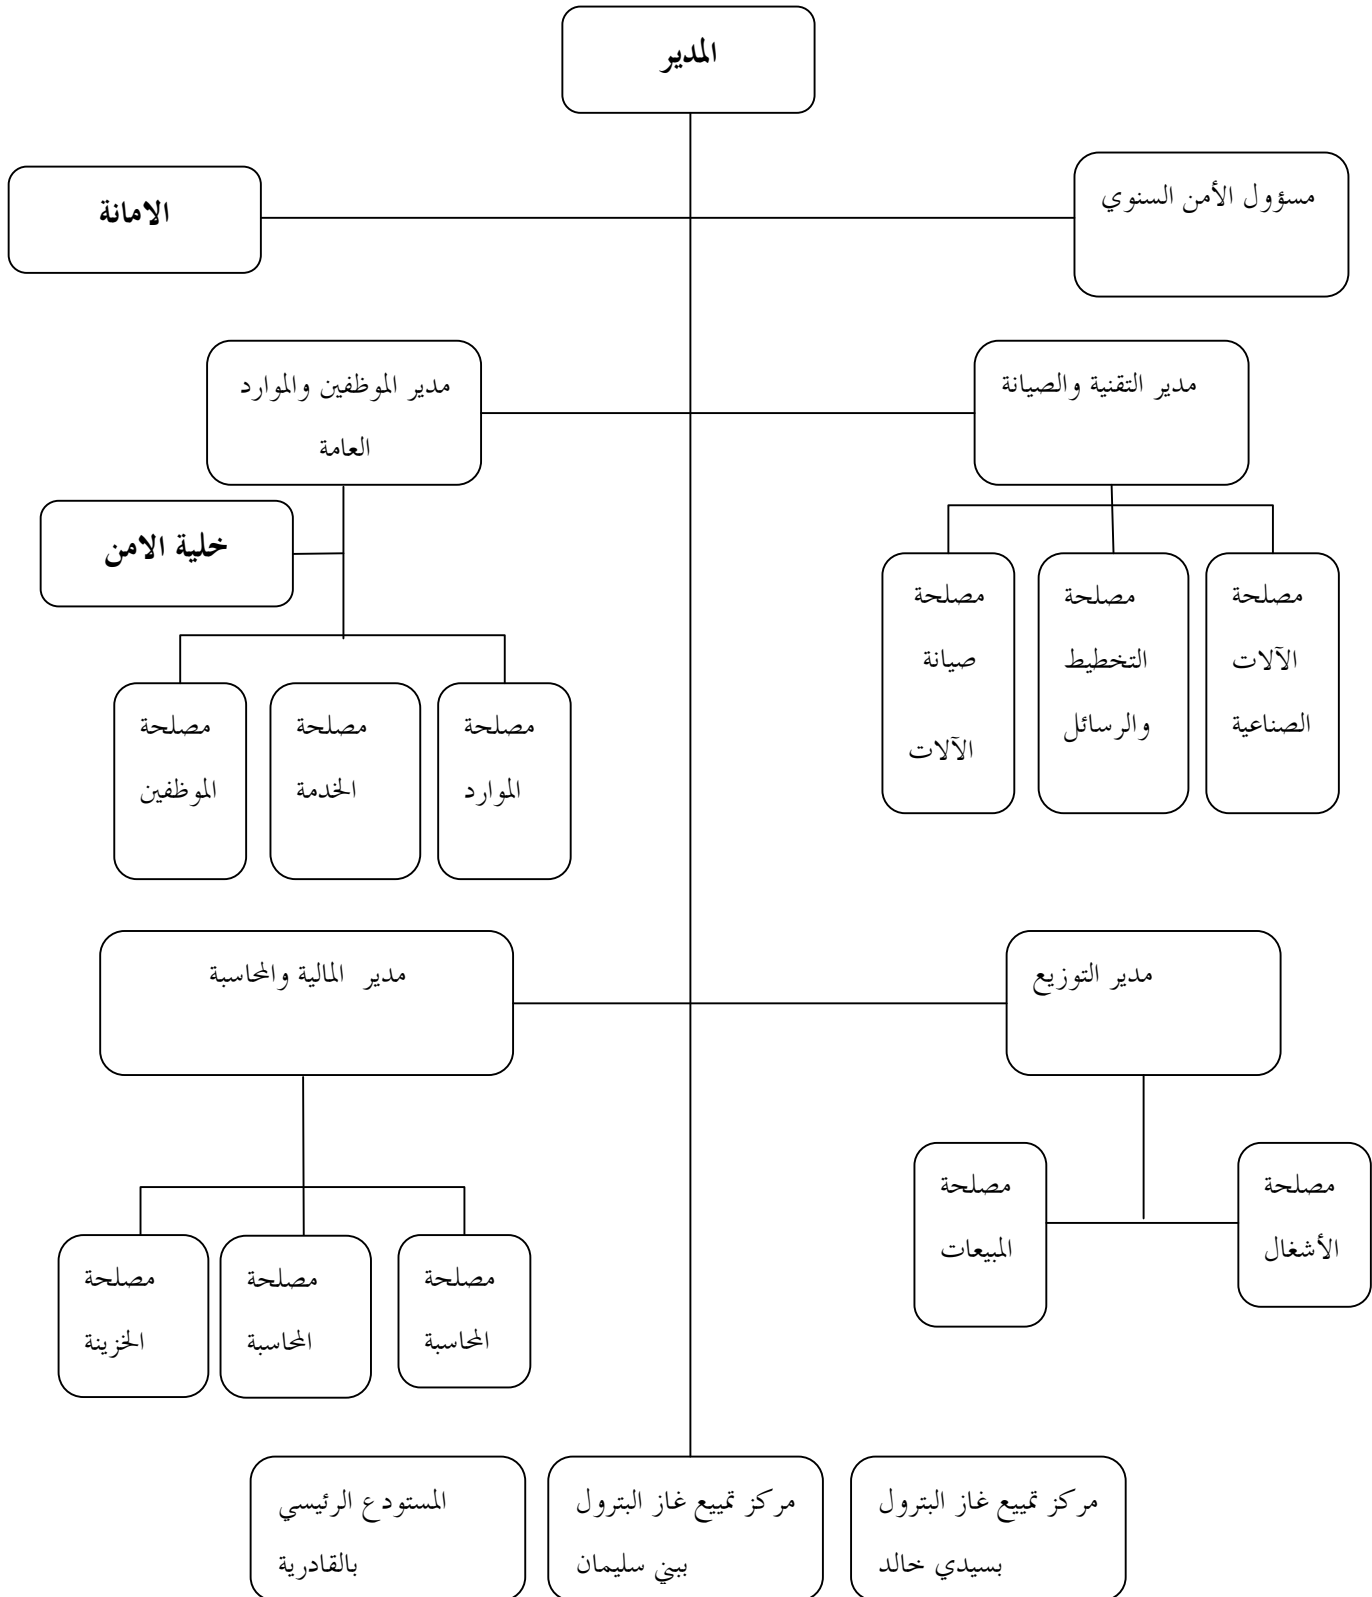 المدير
مسؤول الأمن السنوي
الامانة
مدير التقنية والصيانة
مدير الموظفين والموارد
العامة
خلية الامن
مصلحة
الآلات
الصناعية
مصلحة
التخطيط
والرسائل
مصلحة
صيانة
الآلات
مصلحة
الموارد
مصلحة
الخدمة
مصلحة
الموظفين
مدير التوزيع
مدير المالية والمحاسبة
مصلحة
الأشغال
مصلحة
المبيعات
مصلحة
المحاسبة
مصلحة
المحاسبة
مصلحة
الخزينة
مركز تمييع غاز البترول
بسيدي خالد
مركز تمييع غاز البترول
ببني سليمان
المستودع الرئيسي
بالقادرية